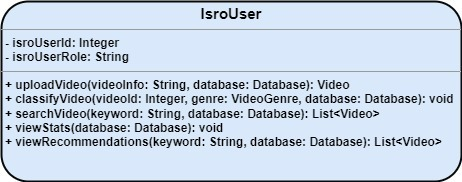 IsroUser
- isroUserId: Integer
- isroUserRole: String
+ uploadVideo(videoInfo: String, database: Database): Video
+ classifyVideo(videoId: Integer, genre: VideoGenre, database: Database): void
+ searchVideo(keyword: String, database: Database): List<Video>
+ viewStats(database: Database): void
+ viewRecommendations(keyword: String, database: Database): List<Video>